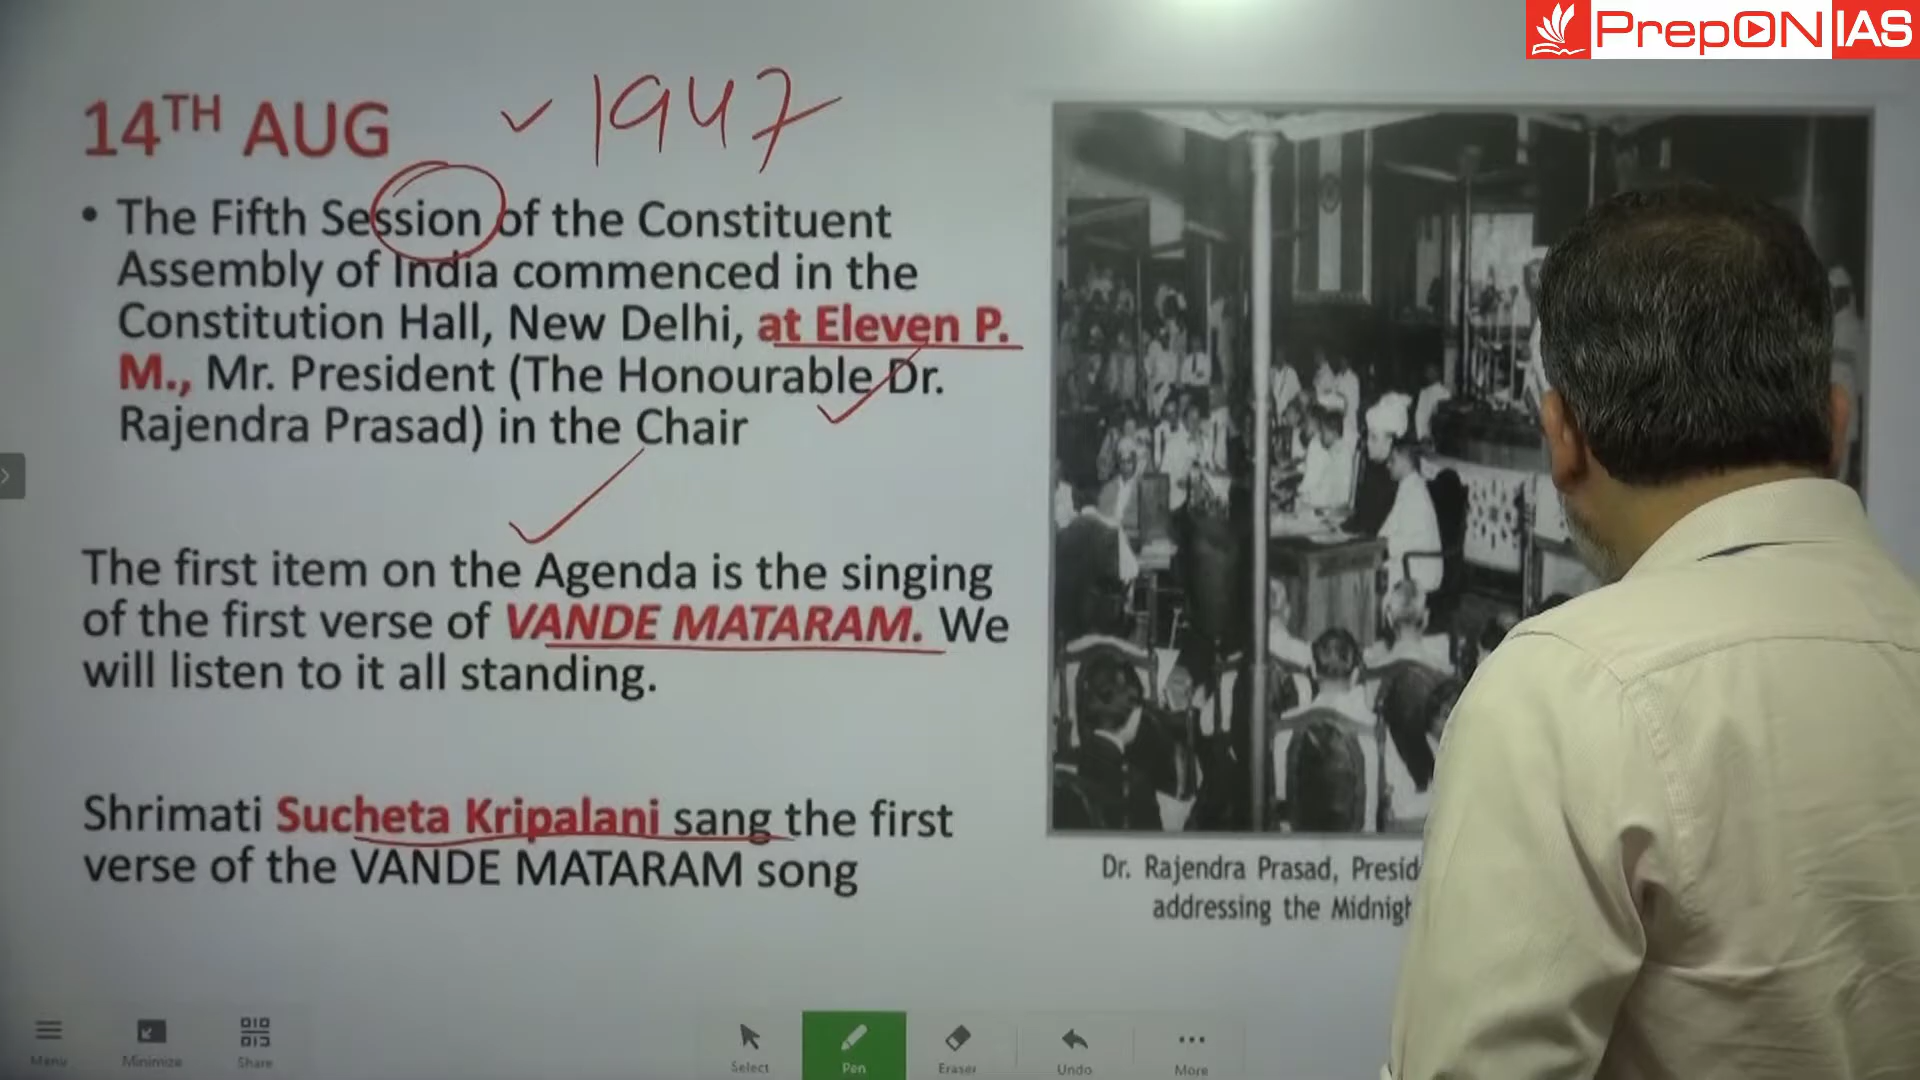 PrepON IAS
14TH AUG
1947
• The Fifth Session of the Constituent
Assembly of India commenced in the
Constitution Hall, New Delhi, at Eleven P.
M., Mr. President (The Honourable Dr.
Rajendra Prasad) in the Chair
The first item on the Agenda is the singing
of the first verse of VANDE MATARAM. We
will listen to it all standing.
Shrimati Sucheta Kripalani sang the first
verse of the VANDE MATARAM song
Dr. Rajendra Prasad,
addressing the
Menu
Minimize
Share
Select
Pen
Eraser
Undo
More